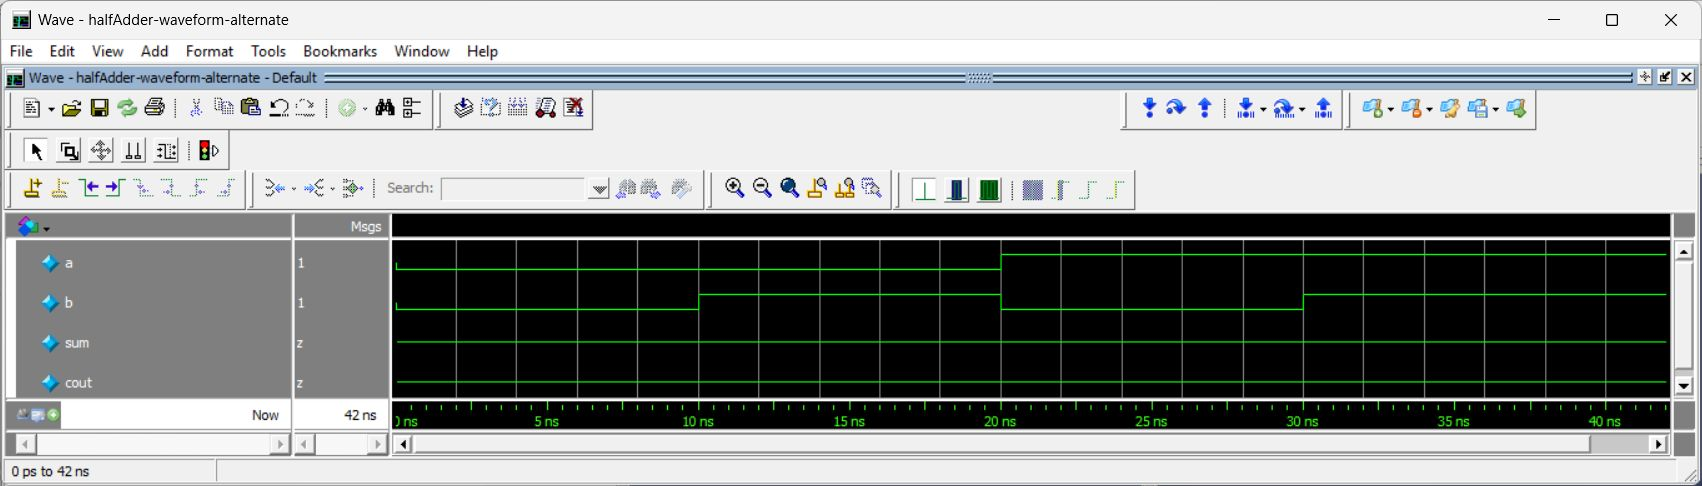 Wave - halfAdder-waveform-alternate
File Edit View Add Format Tools Bookmarks Window Help
Wave - halfAdder-waveform-alternate - Default
Search:
Msgs
a 1
b 1
sum z
cout z
Now 42 ns
0 ns 5 ns 10 ns 15 ns 20 ns 25 ns 30 ns 35 ns 40 ns
0 ps to 42 ns